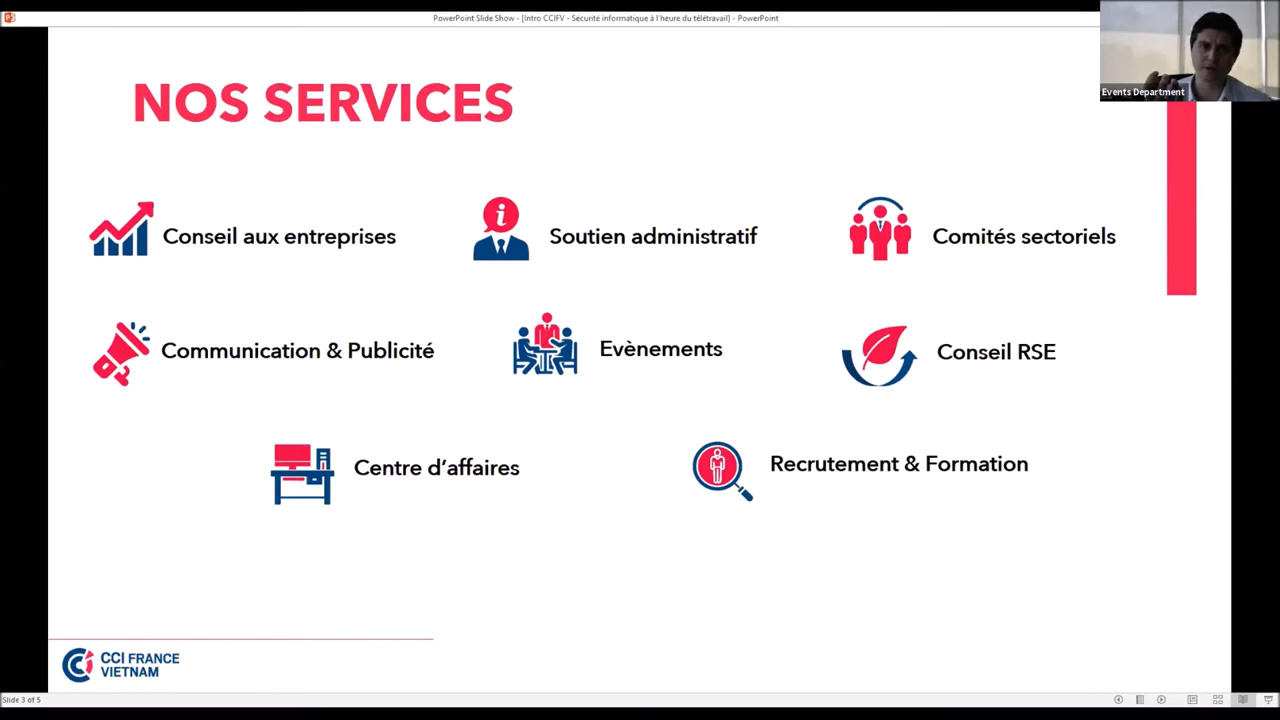 PowerPoint Slide Show - [Intro CCIFV - Sécurité informatique à l'heure du télétravail] - PowerPoint
Events Department
NOS SERVICES
Conseil aux entreprises
Soutien administratif
Comités sectoriels
Communication & Publicité
Evènements
Conseil RSE
Centre d'affaires
Recrutement & Formation
CCI FRANCE
VIETNAM
Slide 3 of 5